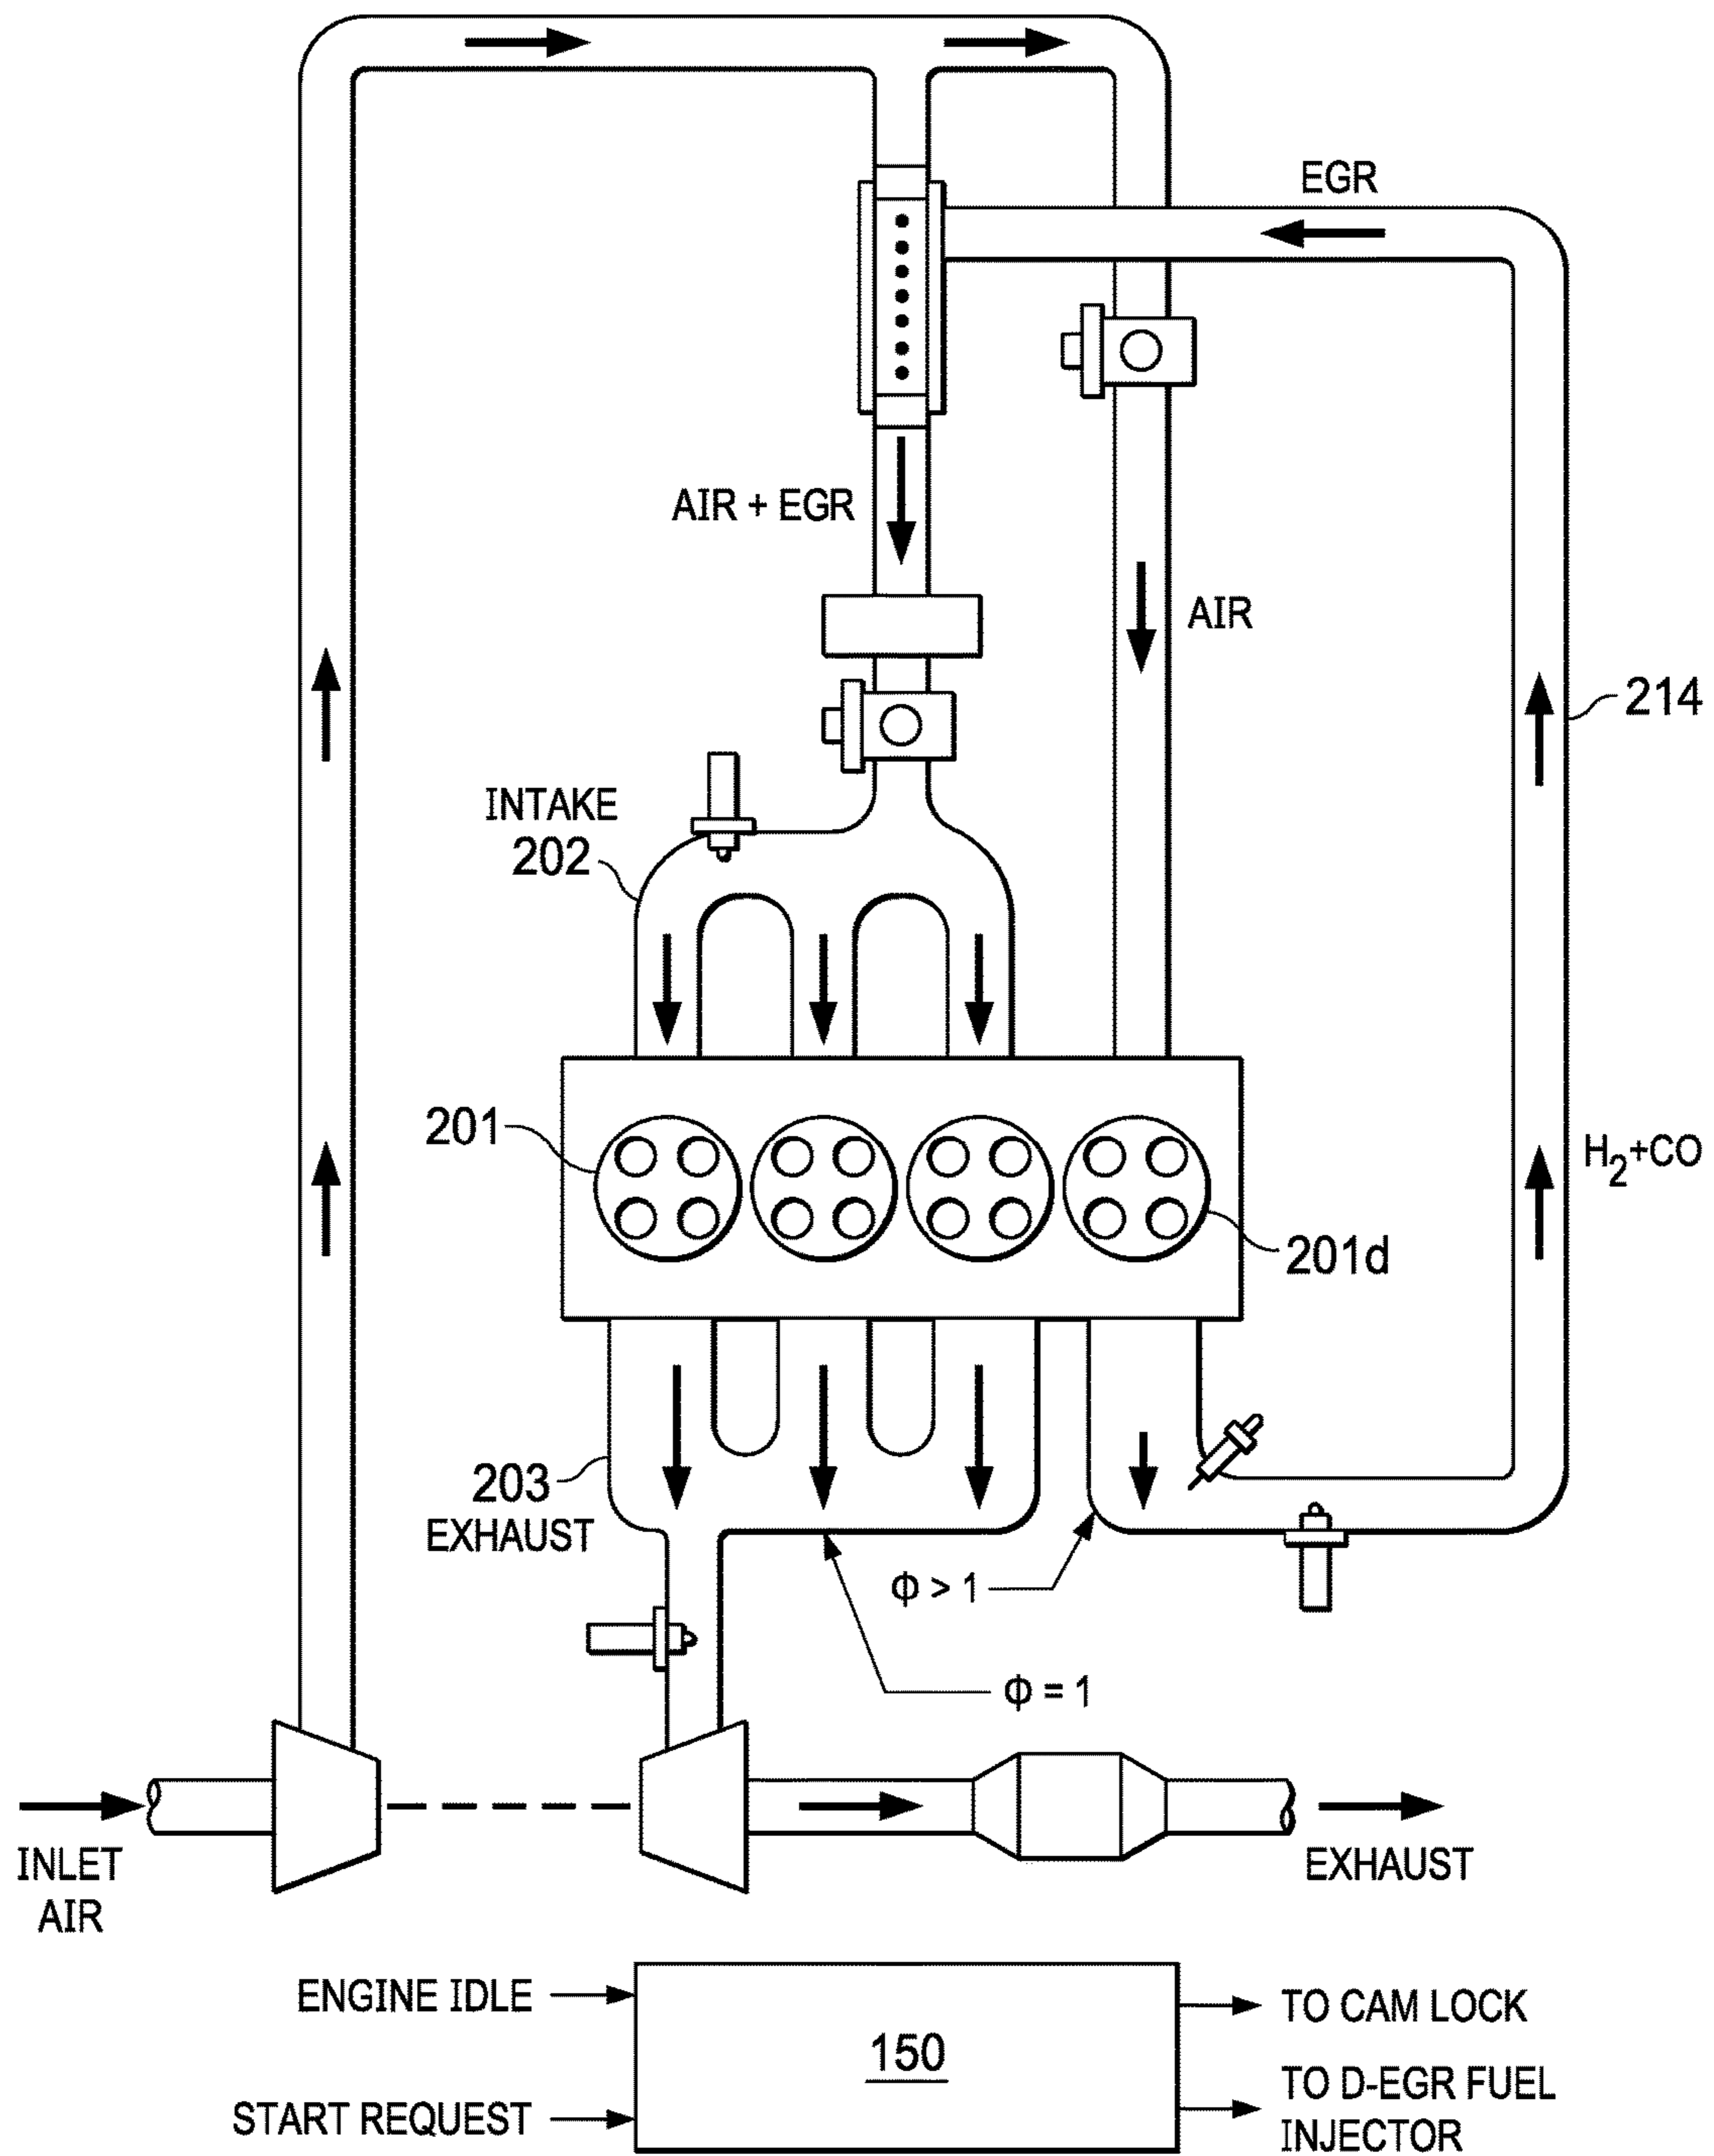 EGR
AIR + EGR
AIR
214
INTAKE
202
201
H2+CO
201d
203
EXHAUST
Φ > 1
Φ = 1
INLET
AIR
EXHAUST
ENGINE IDLE
TO CAM LOCK
150
START REQUEST
TO D-EGR FUEL
INJECTOR